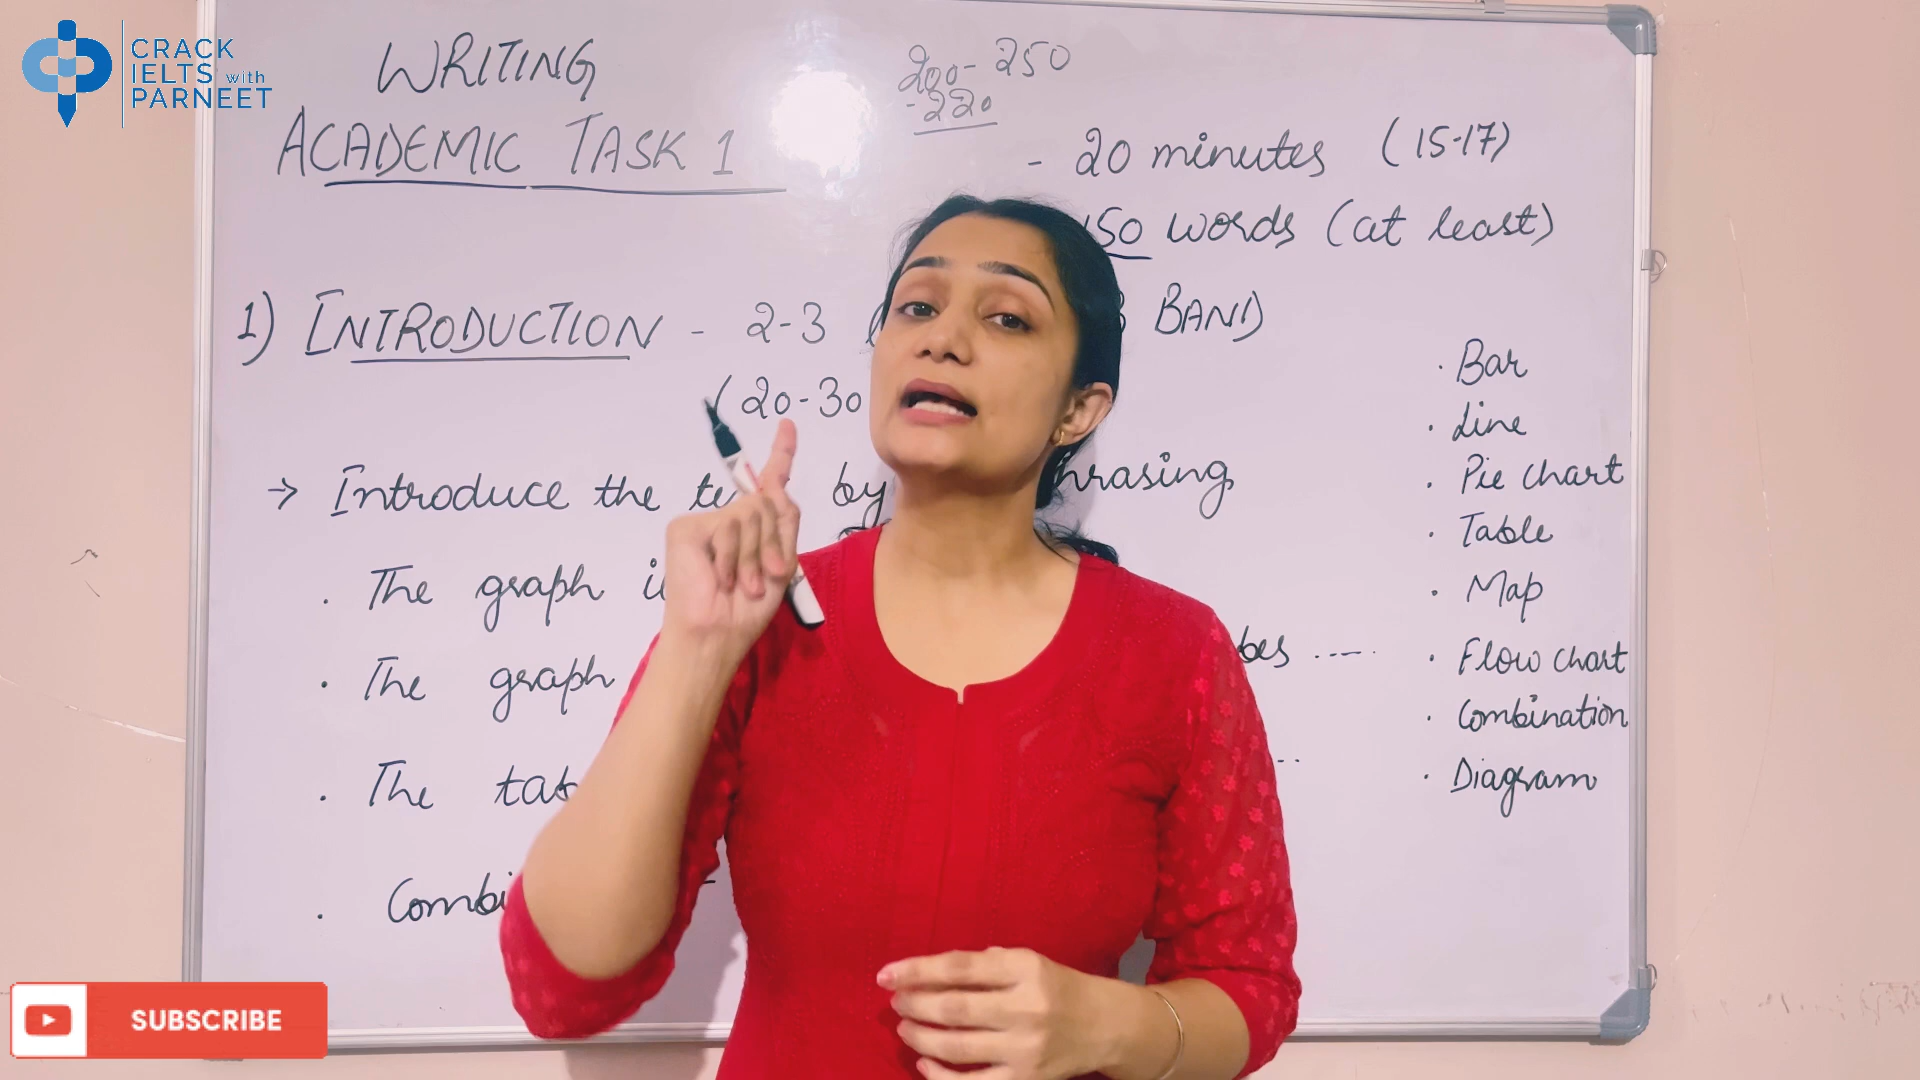 CRACK
IELTS with
PARNEET
WRITING
ACADEMIC TASK 1
200-250
-220
- 20 minutes (15-17)
150 words (at least)
1) INTRODUCTION - 2-3
BAND
(20-30
→ Introduce the by
. The graph
. The graph
. The
.
. Bar
. Line
. Pie chart
. Table
. Map
. Flow chart
. Combination
. Diagram
SUBSCRIBE